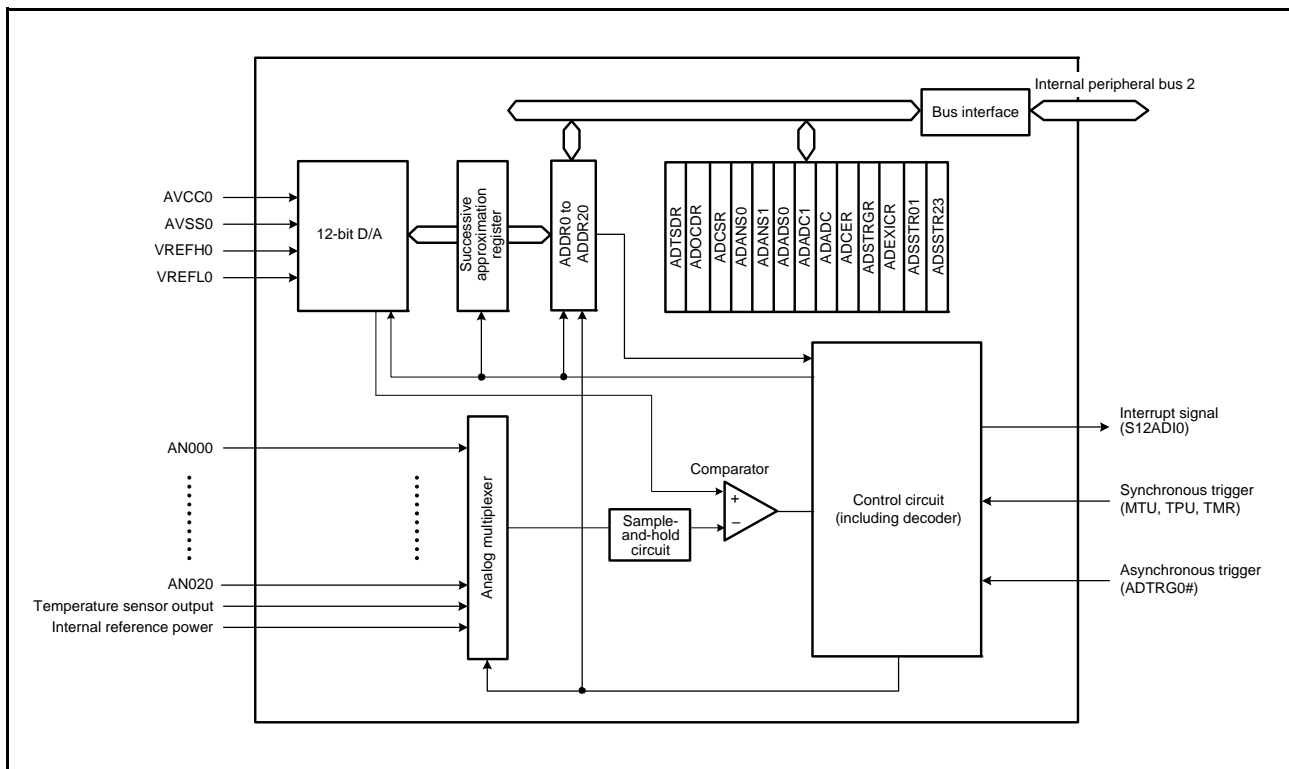 Internal peripheral bus 2
Bus interface
AVCC0
AVSS0
VREFH0
VREFL0
12-bit D/A
Successive
approximation
register
ADDR0 to
ADDR20
ADTSDR
ADOCDR
ADCSR
ADANS0
ADANS1
ADADS0
ADADC1
ADADC
ADCER
ADSTRGR
ADEXICR
ADSSTR01
ADSSTR23
AN000
AN020
Temperature sensor output
Internal reference power
Analog multiplexer
Sample-
and-hold
circuit
Comparator
+
−
Control circuit
(including decoder)
Interrupt signal
(S12ADI0)
Synchronous trigger
(MTU, TPU, TMR)
Asynchronous trigger
(ADTRG0#)